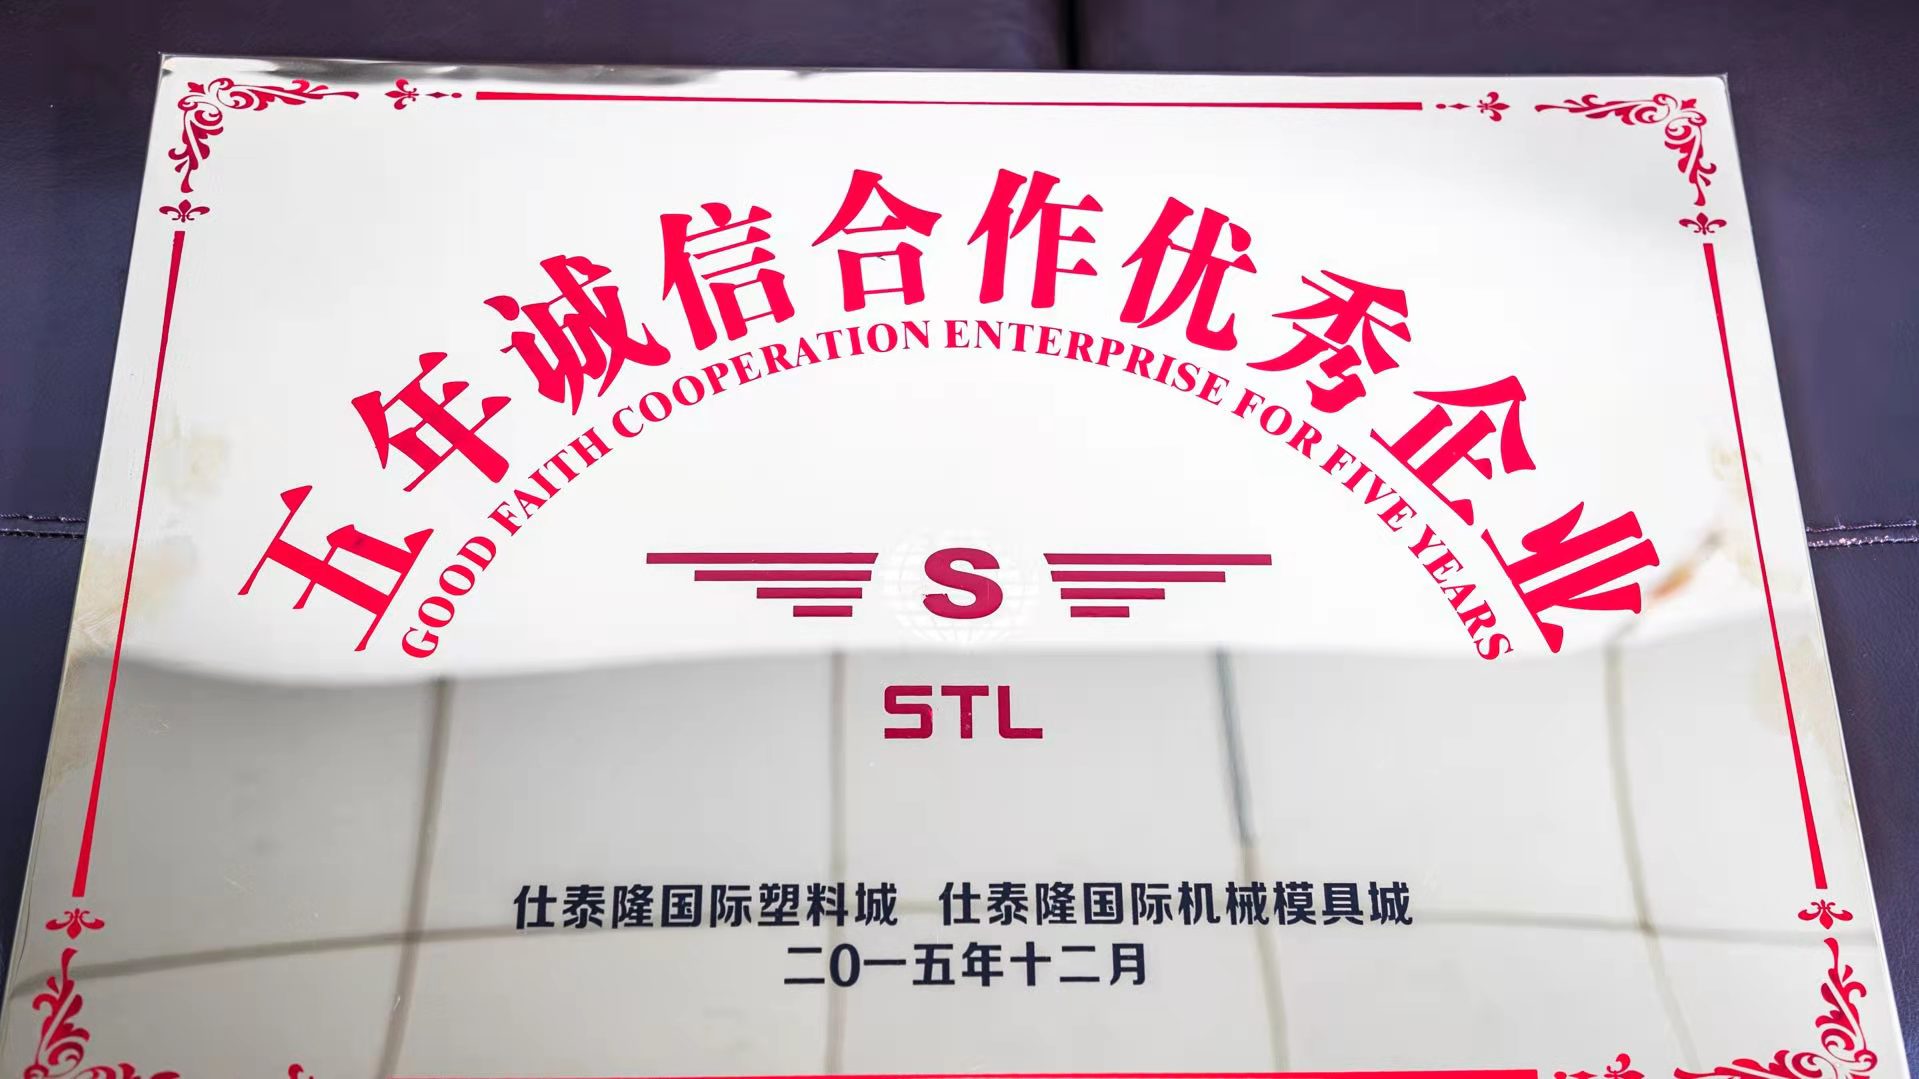 五年诚信合作优秀企业
GOOD FAITH COOPERATION ENTERPRISE FOR FIVE YEARS
S
STL
仕泰隆国际塑料城 仕泰隆国际机械模具城
二0一五年十二月